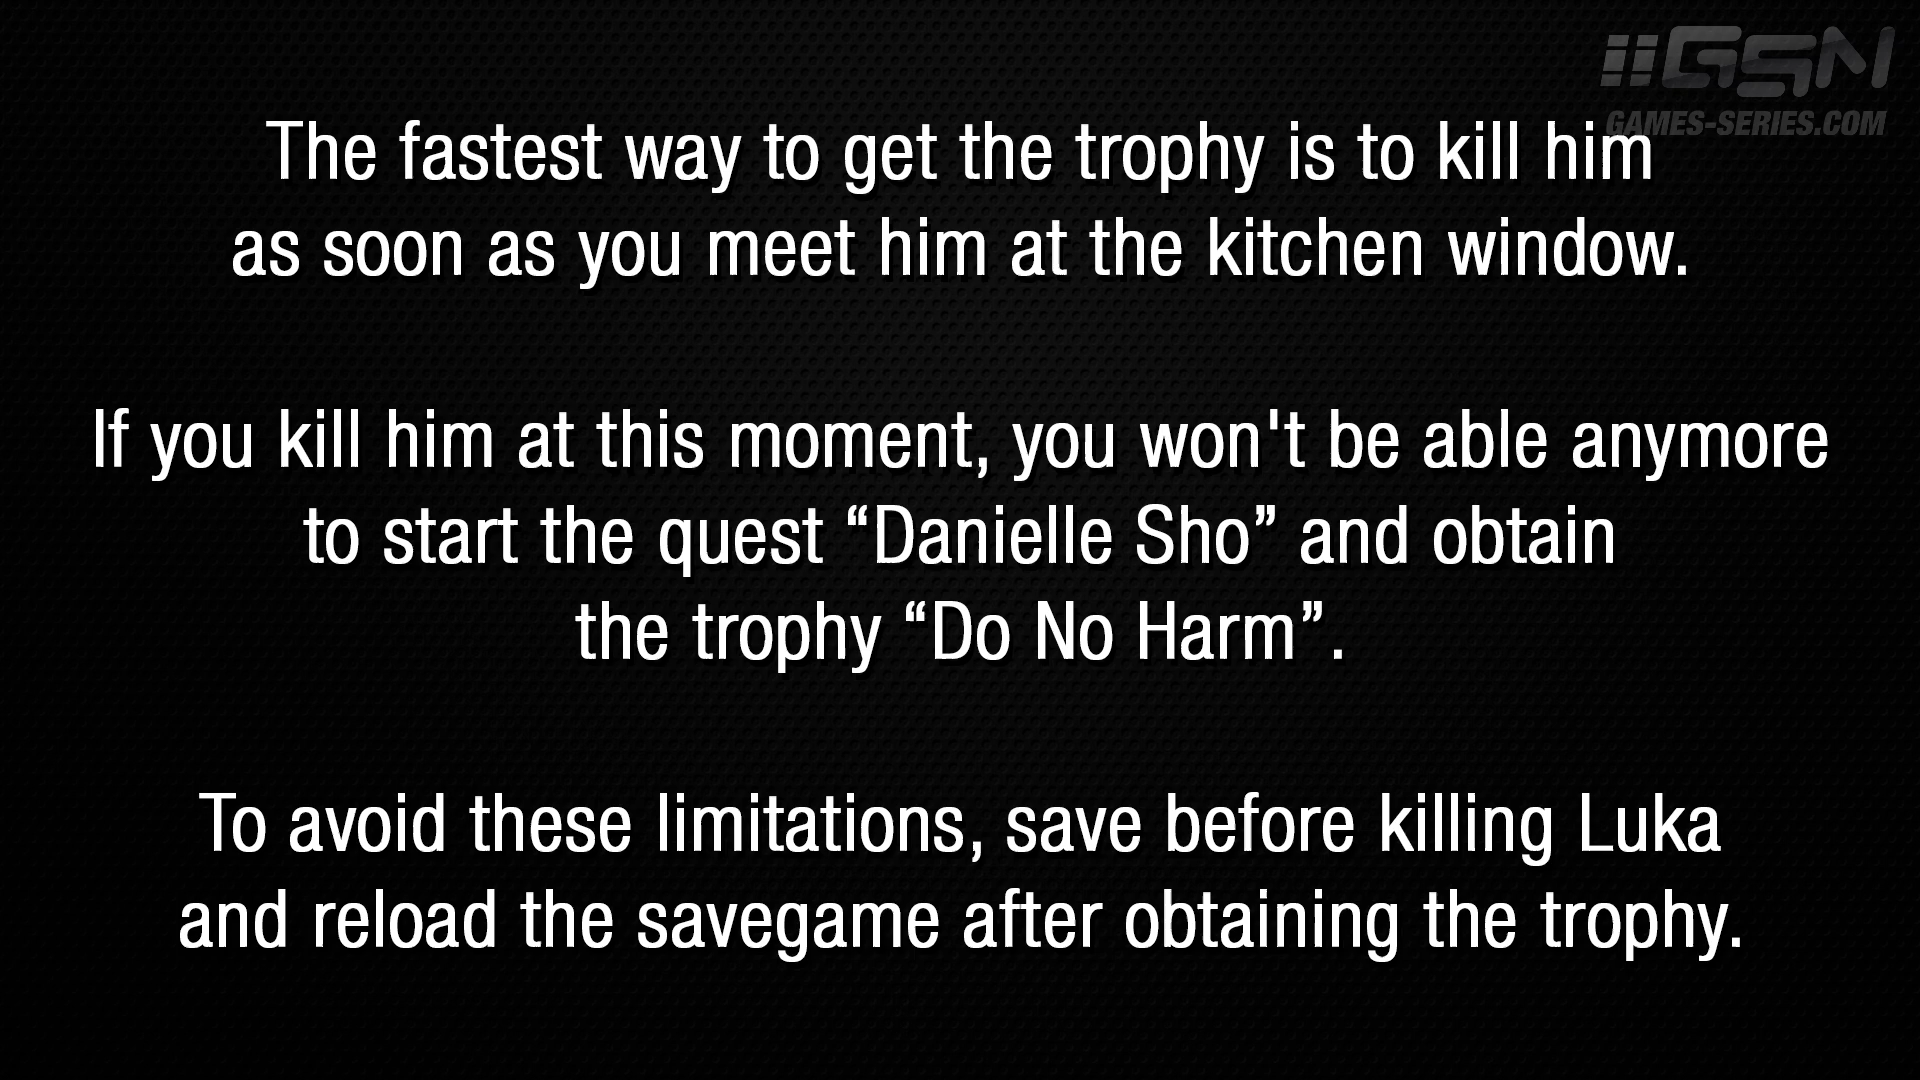 GSN
GAMES-SERIES.COM
The fastest way to get the trophy is to kill him
as soon as you meet him at the kitchen window.
If you kill him at this moment, you won't be able anymore
to start the quest “Danielle Sho” and obtain
the trophy “Do No Harm”.
To avoid these limitations, save before killing Luka
and reload the savegame after obtaining the trophy.